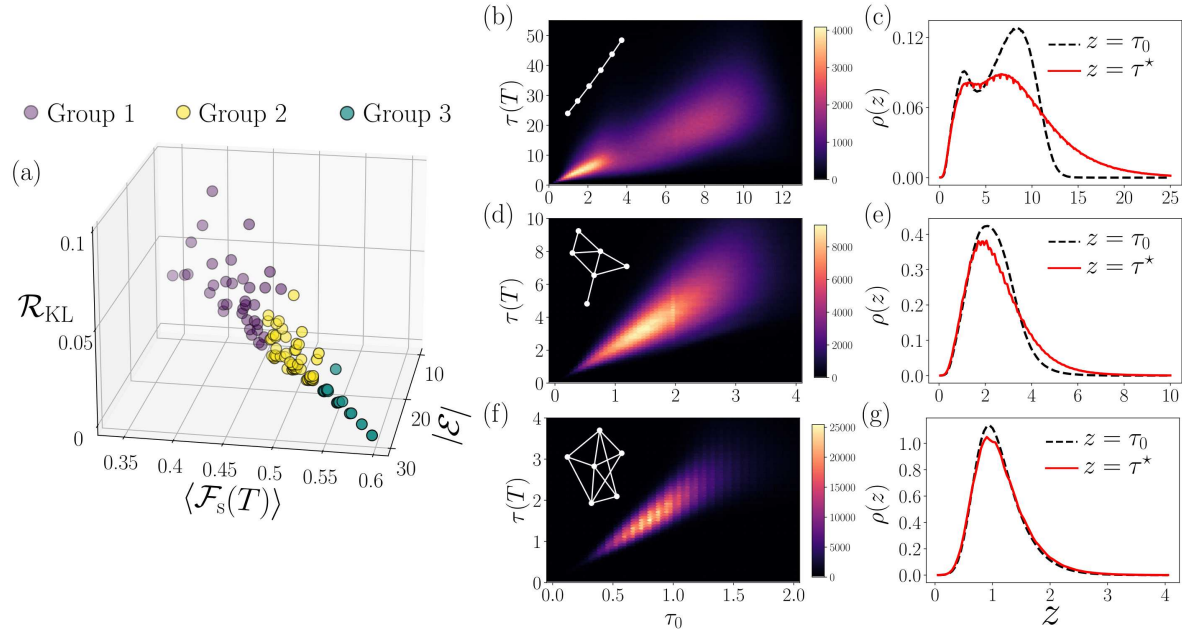 Group 1 Group 2 Group 3
(a)
0.1
0.05
0
R_KL
0.35 0.4 0.45 0.5 0.55 0.6
⟨F_s(T)⟩
10
20
30
|E|
(b)
50
40
30
20
10
0
τ(T)
0 2 4 6 8 10 12
4000
3000
2000
1000
0
(c)
0.12
0.06
0.00
ρ(z)
z = τ_0
z = τ^⋆
0 5 10 15 20 25
(d)
10
8
6
4
2
0
τ(T)
0 1 2 3 4
8000
6000
4000
2000
0
(e)
0.4
0.3
0.2
0.1
0.0
ρ(z)
z = τ_0
z = τ^⋆
0 2 4 6 8 10
(f)
4
3
2
1
0
τ(T)
0.0 0.5 1.0 1.5 2.0
τ_0
25000
20000
15000
10000
5000
0
(g)
1.0
0.8
0.6
0.4
0.2
0.0
ρ(z)
z = τ_0
z = τ^⋆
0 1 2 3 4
z